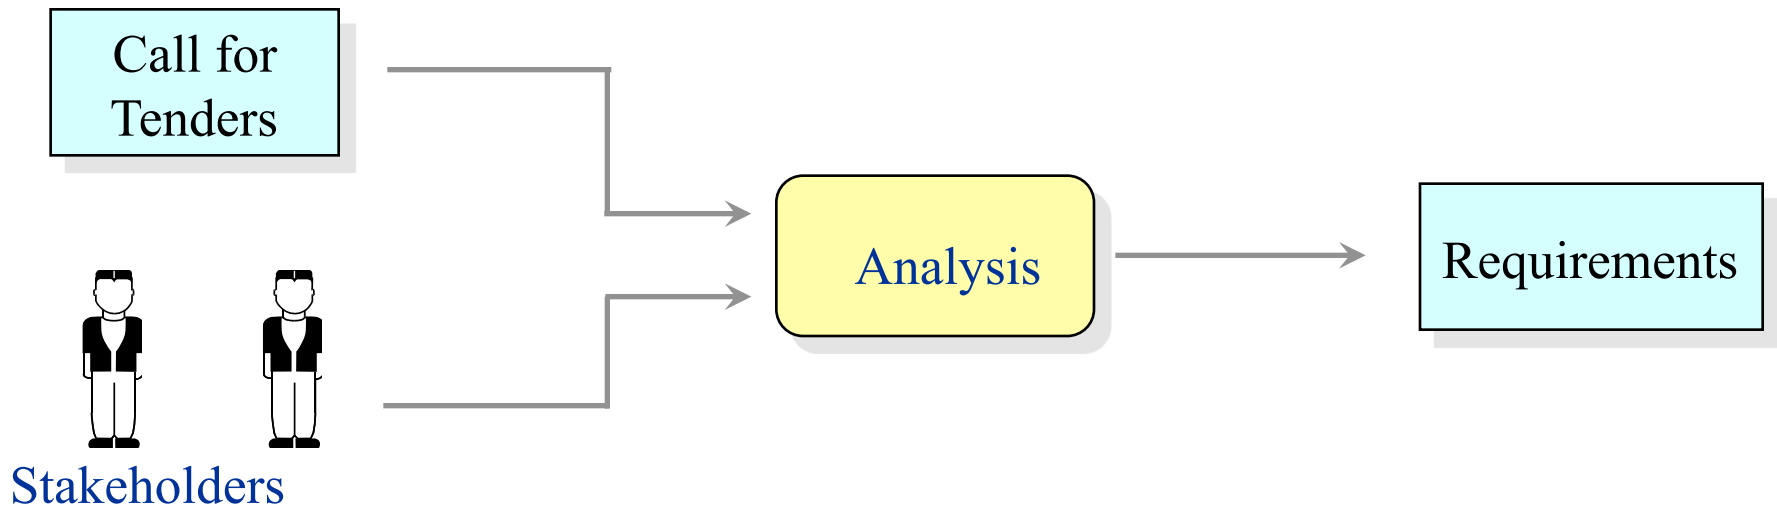 Call for
Tenders
Analysis
Requirements
Stakeholders